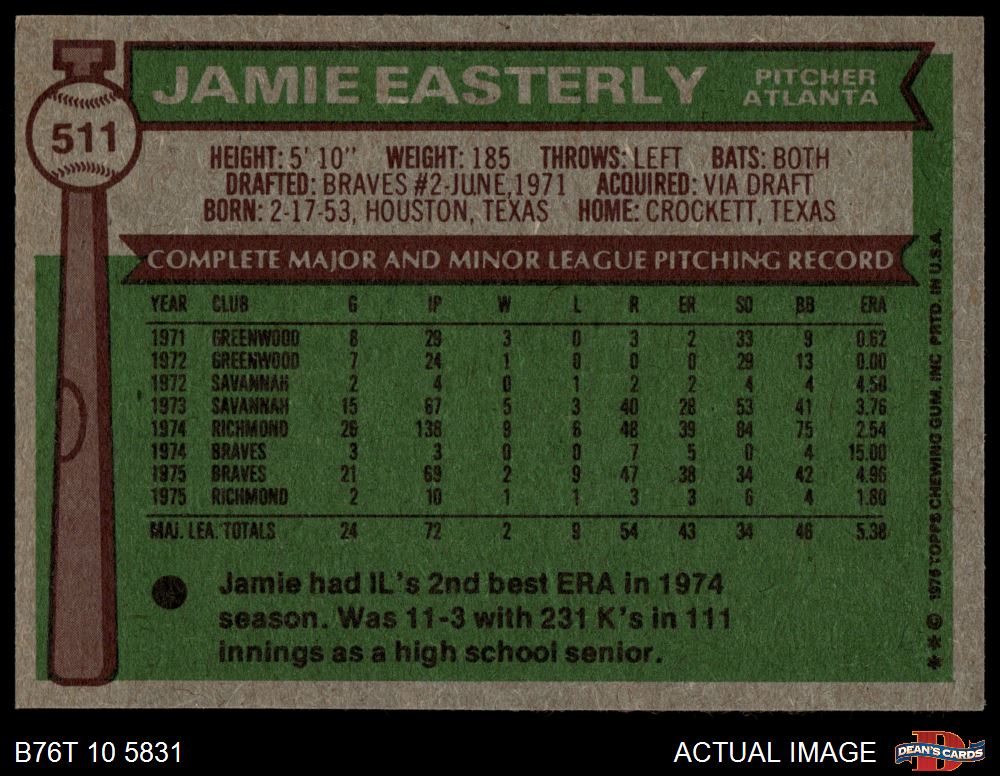 511
JAMIE EASTERLY
PITCHER
ATLANTA
HEIGHT: 5' 10" WEIGHT: 185 THROWS: LEFT BATS: BOTH
DRAFTED: BRAVES #2-JUNE, 1971 ACQUIRED: VIA DRAFT
BORN: 2-17-53, HOUSTON, TEXAS HOME: CROCKETT, TEXAS
COMPLETE MAJOR AND MINOR LEAGUE PITCHING RECORD
YEAR CLUB G IP W L R ER SO BB ERA
1971 GREENWOOD 8 29 3 0 3 2 33 9 0.62
1972 GREENWOOD 7 24 1 0 0 0 29 13 0.00
1972 SAVANNAH 2 4 0 1 2 2 4 4 4.50
1973 SAVANNAH 15 67 5 3 40 28 53 41 3.76
1974 RICHMOND 26 138 9 6 48 39 84 75 2.54
1974 BRAVES 3 3 0 0 7 5 0 4 15.00
1975 BRAVES 21 69 2 9 47 38 34 42 4.96
1975 RICHMOND 2 10 1 1 3 3 6 4 1.80
MAJ. LEA. TOTALS 24 72 2 9 54 43 34 46 5.38
Jamie had IL's 2nd best ERA in 1974
season. Was 11-3 with 231 K's in 111
innings as a high school senior.
** © 1976 TOPPS CHEWING GUM, INC PRTD. IN U.S.A.
B76T 10 5831
ACTUAL IMAGE
D
DEAN'S CARDS